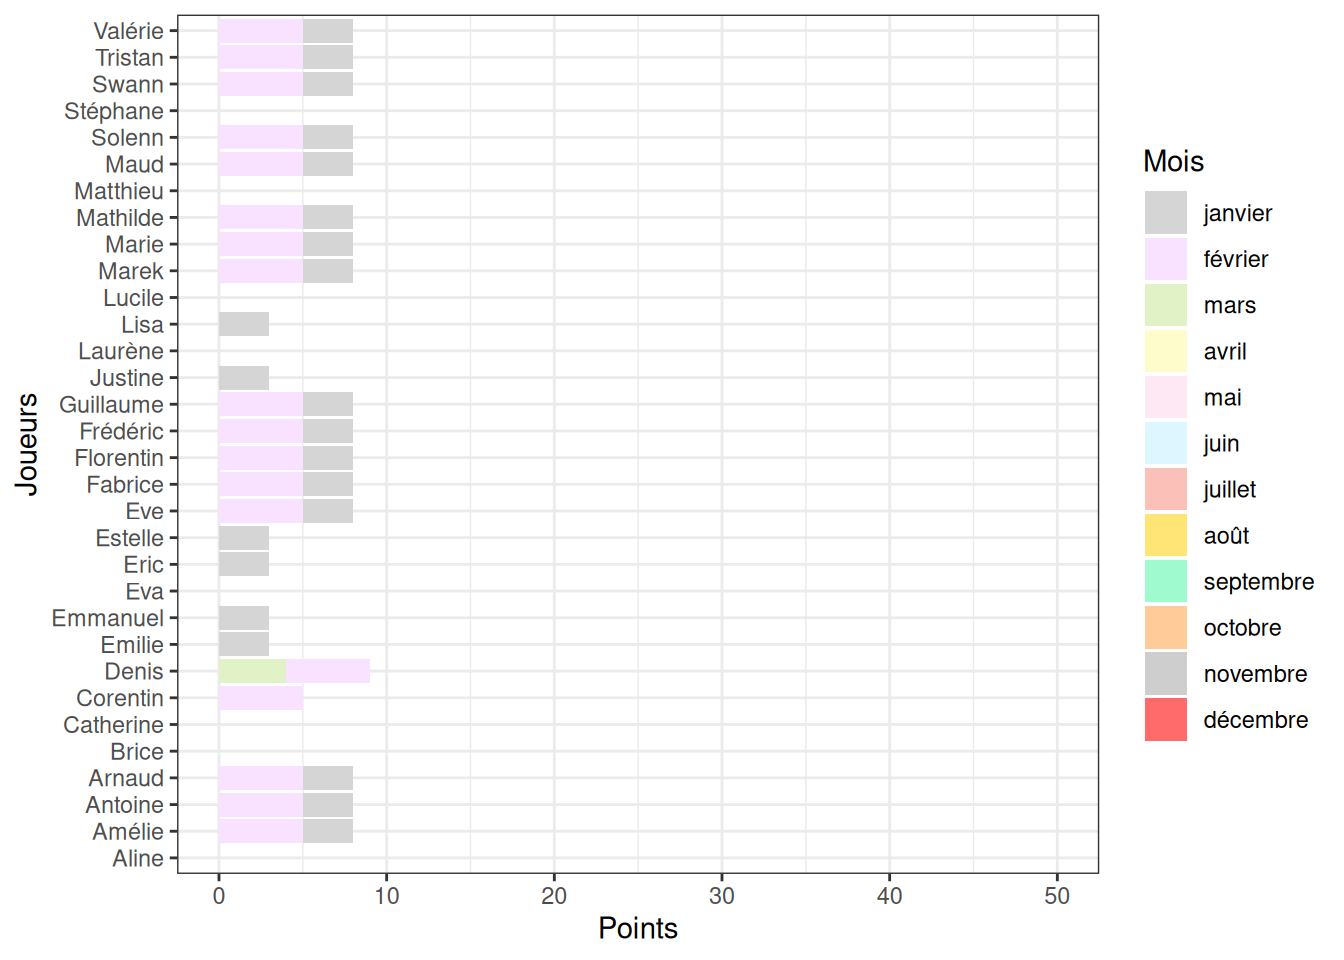 Valérie
Tristan
Swann
Stéphane
Solenn
Maud
Matthieu
Mathilde
Marie
Marek
Lucile
Lisa
Laurène
Justine
Guillaume
Frédéric
Florentin
Fabrice
Eve
Estelle
Eric
Eva
Emmanuel
Emilie
Denis
Corentin
Catherine
Brice
Arnaud
Antoine
Amélie
Aline
Joueurs
0 10 20 30 40 50
Points
Mois
janvier
février
mars
avril
mai
juin
juillet
août
septembre
octobre
novembre
décembre